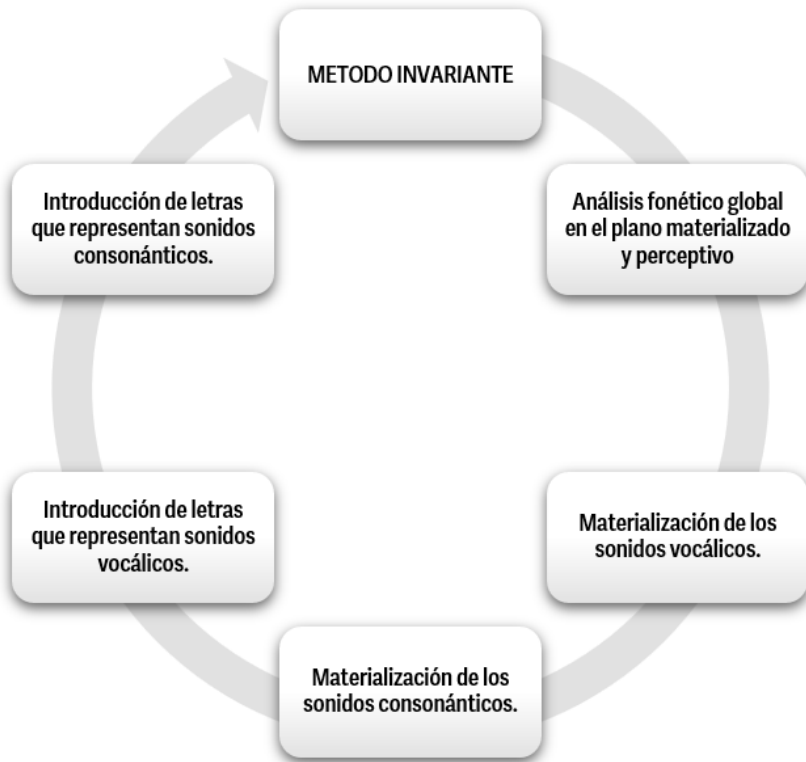 METODO INVARIANTE
Análisis fonético global
en el plano materializado
y perceptivo
Materialización de los
sonidos vocálicos.
Materialización de los
sonidos consonánticos.
Introducción de letras
que representan sonidos
vocálicos.
Introducción de letras
que representan sonidos
consonánticos.